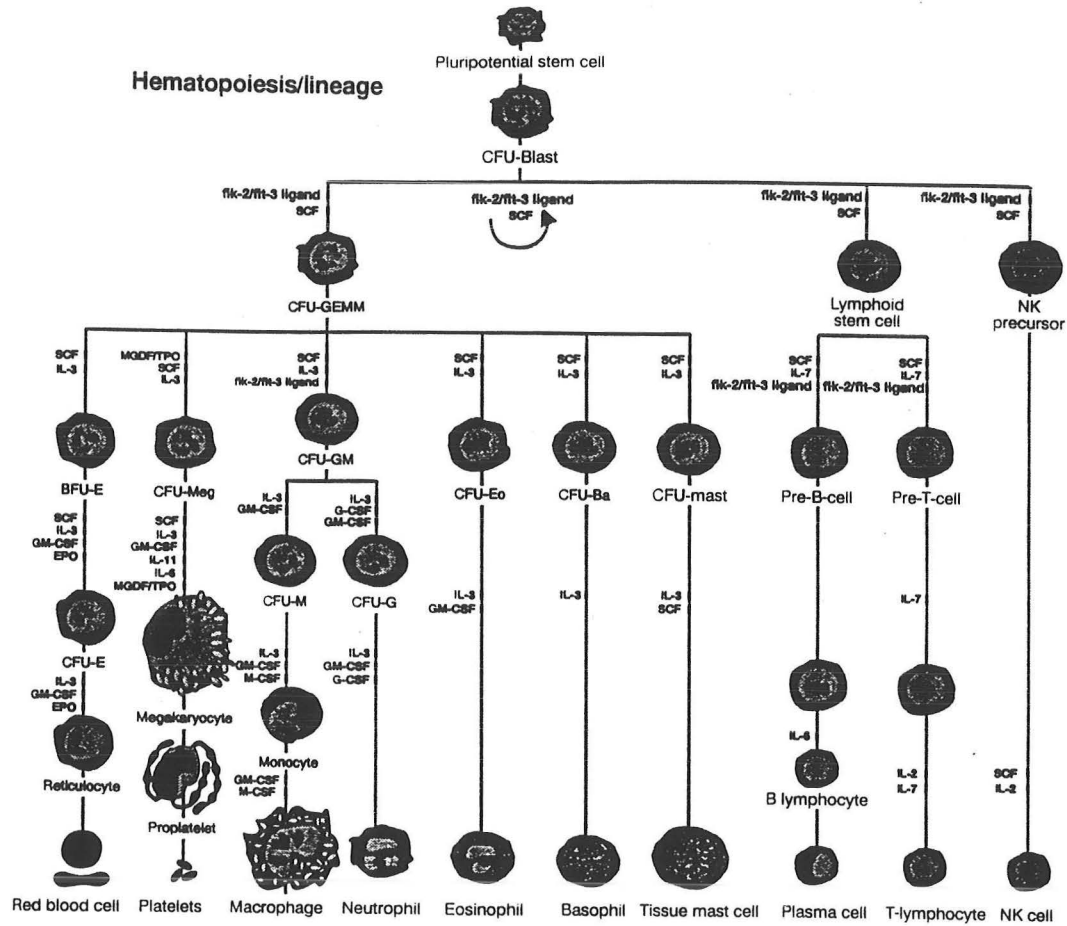 Pluripotential stem cell
Hematopoiesis/lineage
CFU-Blast
flk-2/flt-3 ligand
SCF
flk-2/flt-3 ligand
SCF
flk-2/flt-3 ligand
SCF
flk-2/flt-3 ligand
SCF
CFU-GEMM
Lymphoid
stem cell
NK
precursor
SCF
IL-3
MGDF/TPO
SCF
IL-3
SCF
IL-3
flk-2/flt-3 ligand
SCF
IL-3
SCF
IL-3
SCF
IL-3
SCF
IL-7
flk-2/flt-3 ligand
SCF
IL-7
flk-2/flt-3 ligand
BFU-E
CFU-Meg
CFU-GM
CFU-Eo
CFU-Ba
CFU-mast
Pre-B-cell
Pre-T-cell
SCF
IL-3
GM-CSF
EPO
SCF
IL-3
GM-CSF
IL-11
IL-6
MGDF/TPO
IL-3
GM-CSF
IL-3
G-CSF
GM-CSF
CFU-M
CFU-G
IL-3
GM-CSF
IL-3
IL-3
SCF
IL-7
CFU-E
IL-3
GM-CSF
EPO
IL-3
GM-CSF
M-CSF
IL-3
GM-CSF
G-CSF
Megakaryocyte
Monocyte
IL-6
Reticulocyte
GM-CSF
M-CSF
B lymphocyte
IL-2
IL-7
SCF
IL-2
Proplatelet
Red blood cell
Platelets
Macrophage
Neutrophil
Eosinophil
Basophil
Tissue mast cell
Plasma cell
T-lymphocyte
NK cell